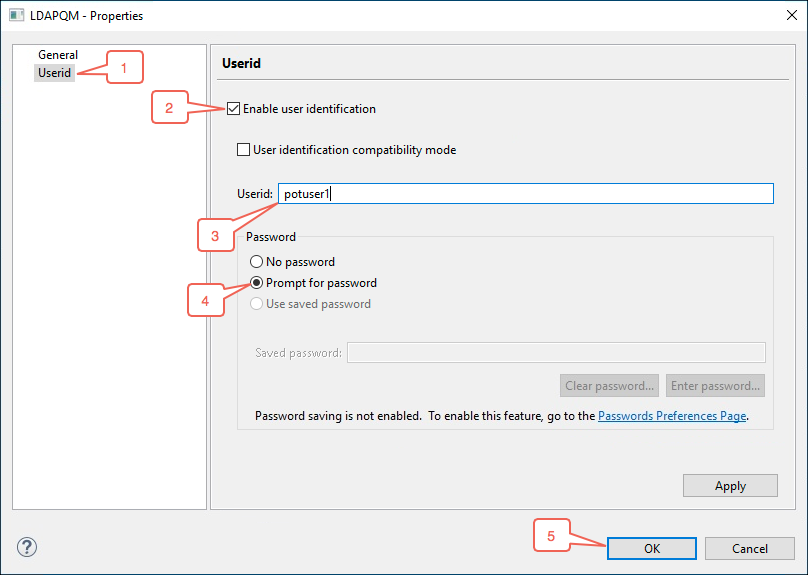 LDAPQM - Properties
General
Userid
1
Userid
2
Enable user identification
User identification compatibility mode
Userid: potuser1
3
Password
No password
4
Prompt for password
Use saved password
Saved password:
Clear password... Enter password...
Password saving is not enabled. To enable this feature, go to the Passwords Preferences Page.
Apply
5
?
OK Cancel